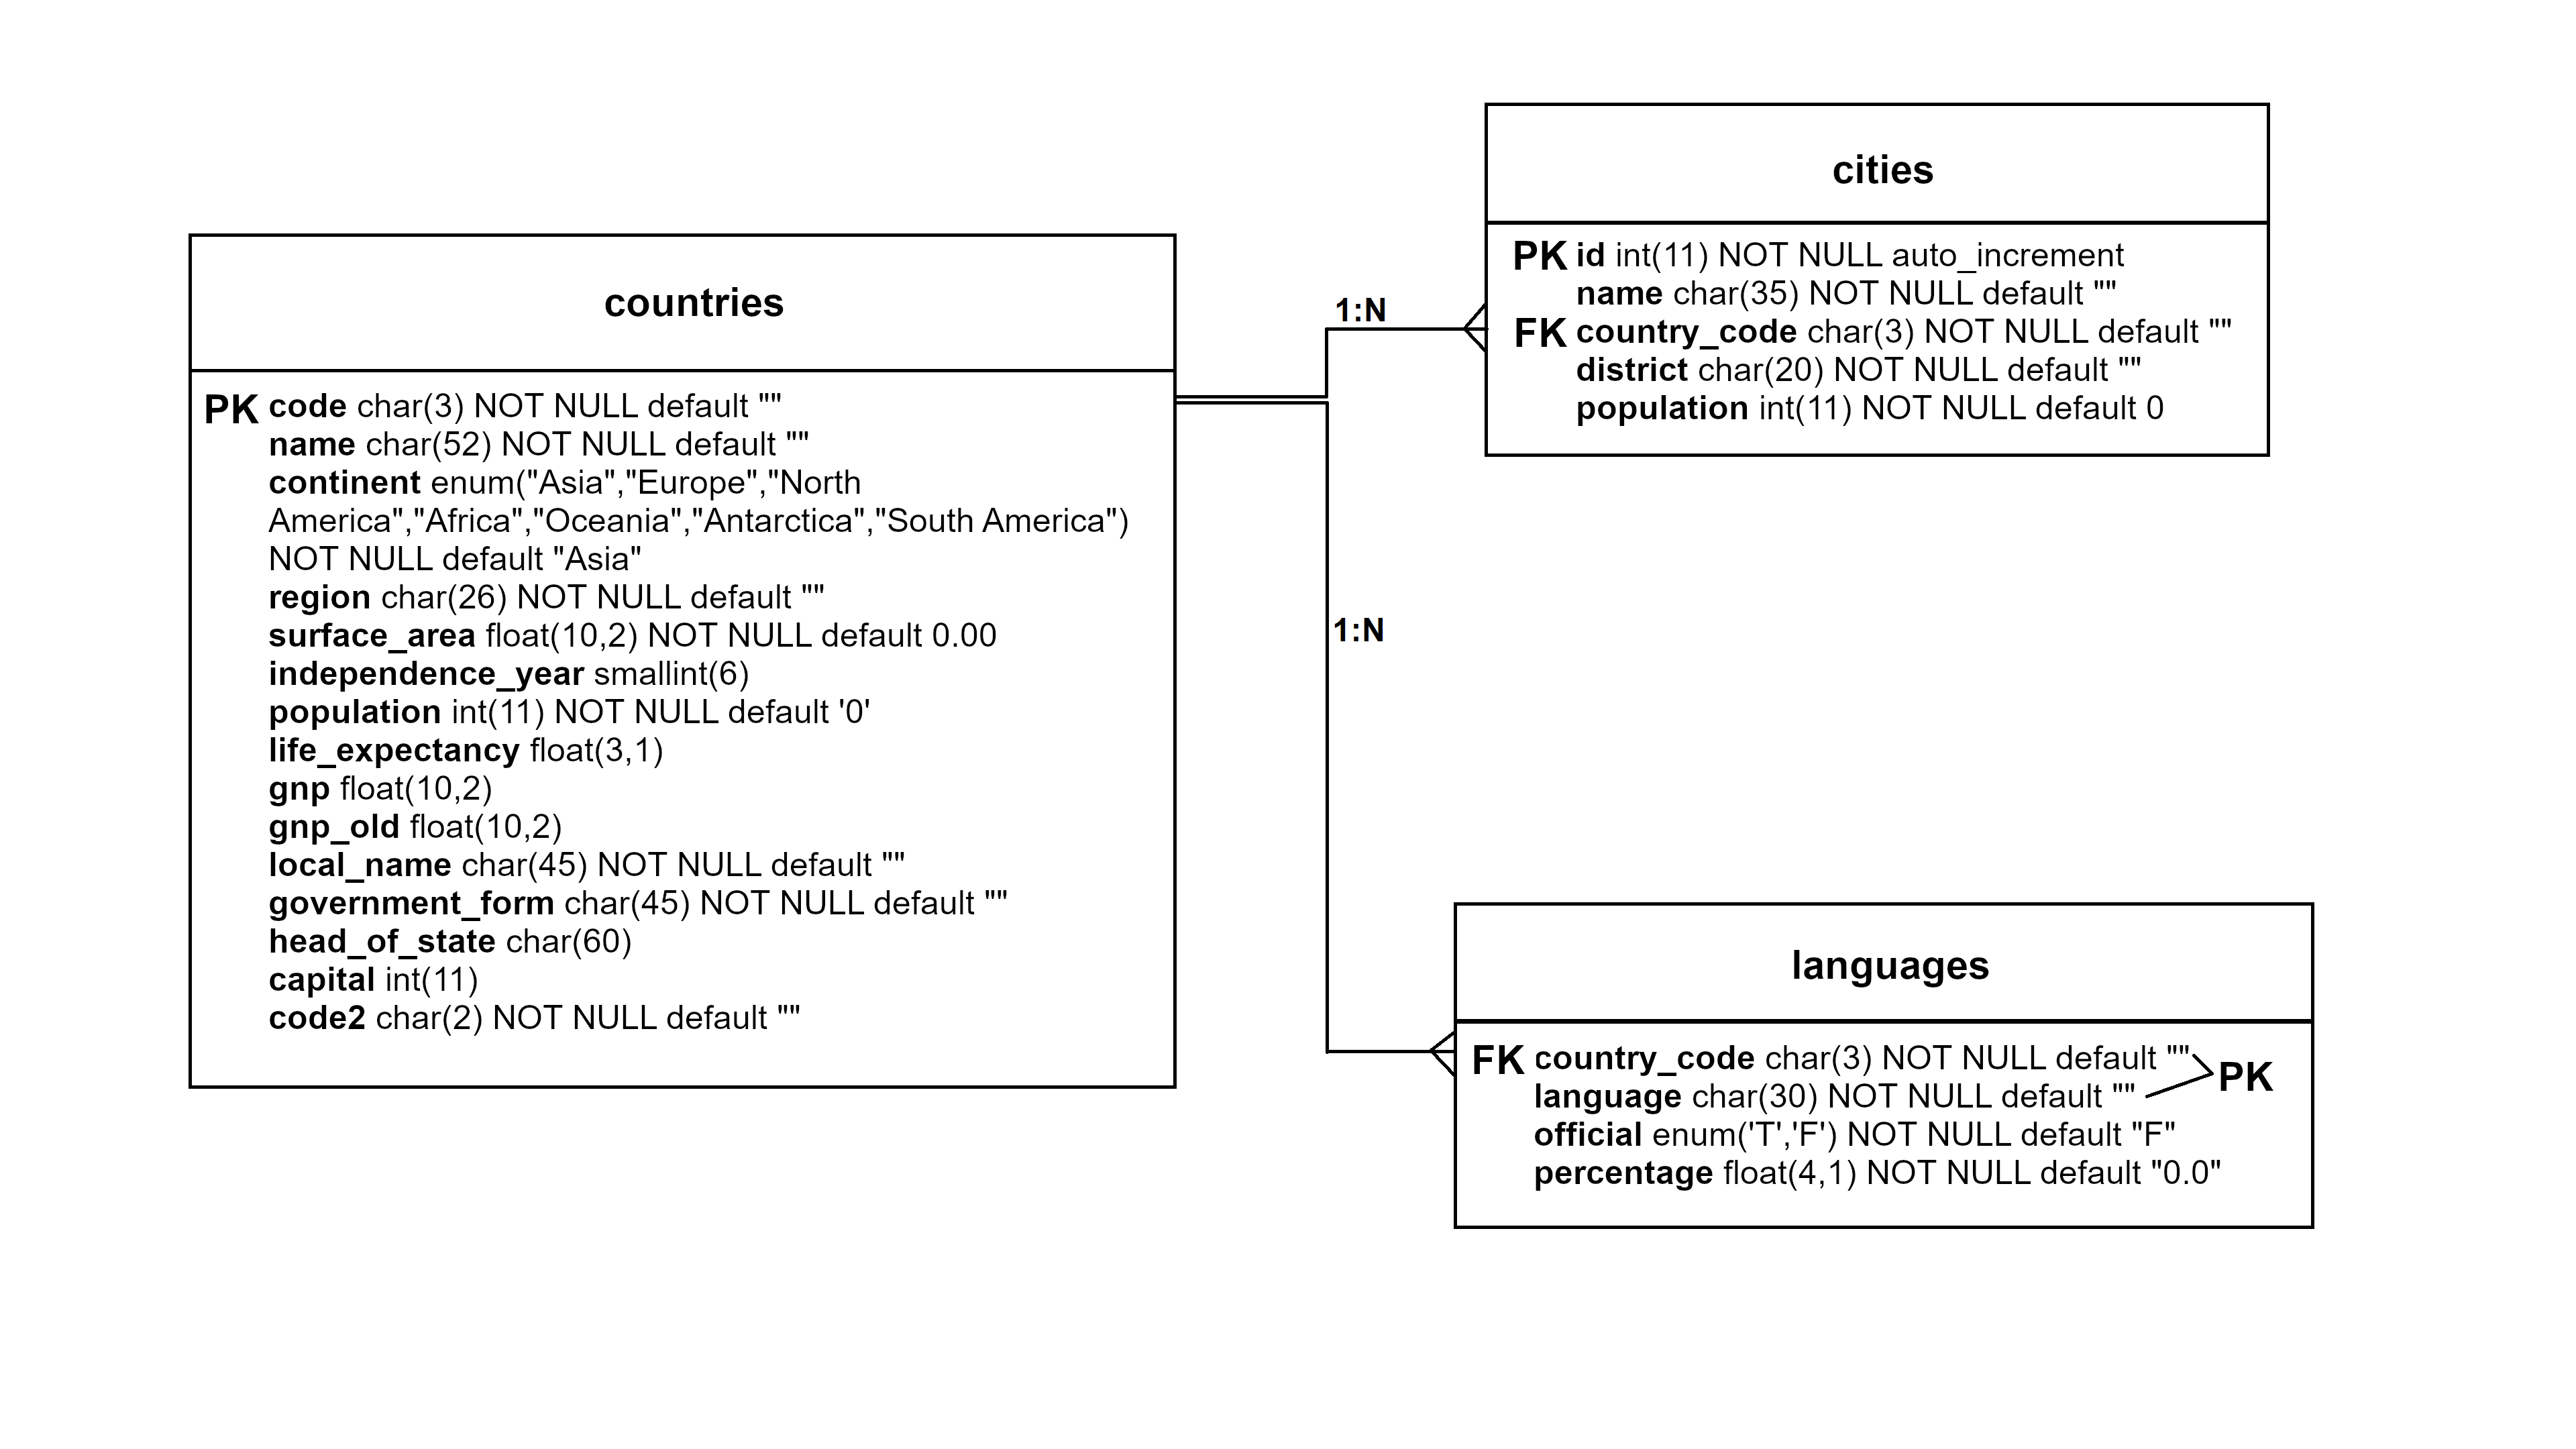 countries
PK code char(3) NOT NULL default ""
name char(52) NOT NULL default ""
continent enum("Asia","Europe","North
America","Africa","Oceania","Antarctica","South America")
NOT NULL default "Asia"
region char(26) NOT NULL default ""
surface_area float(10,2) NOT NULL default 0.00
independence_year smallint(6)
population int(11) NOT NULL default '0'
life_expectancy float(3,1)
gnp float(10,2)
gnp_old float(10,2)
local_name char(45) NOT NULL default ""
government_form char(45) NOT NULL default ""
head_of_state char(60)
capital int(11)
code2 char(2) NOT NULL default ""
1:N
1:N
cities
PK id int(11) NOT NULL auto_increment
name char(35) NOT NULL default ""
FK country_code char(3) NOT NULL default ""
district char(20) NOT NULL default ""
population int(11) NOT NULL default 0
languages
FK country_code char(3) NOT NULL default ""
language char(30) NOT NULL default ""
PK
official enum('T','F') NOT NULL default "F"
percentage float(4,1) NOT NULL default "0.0"